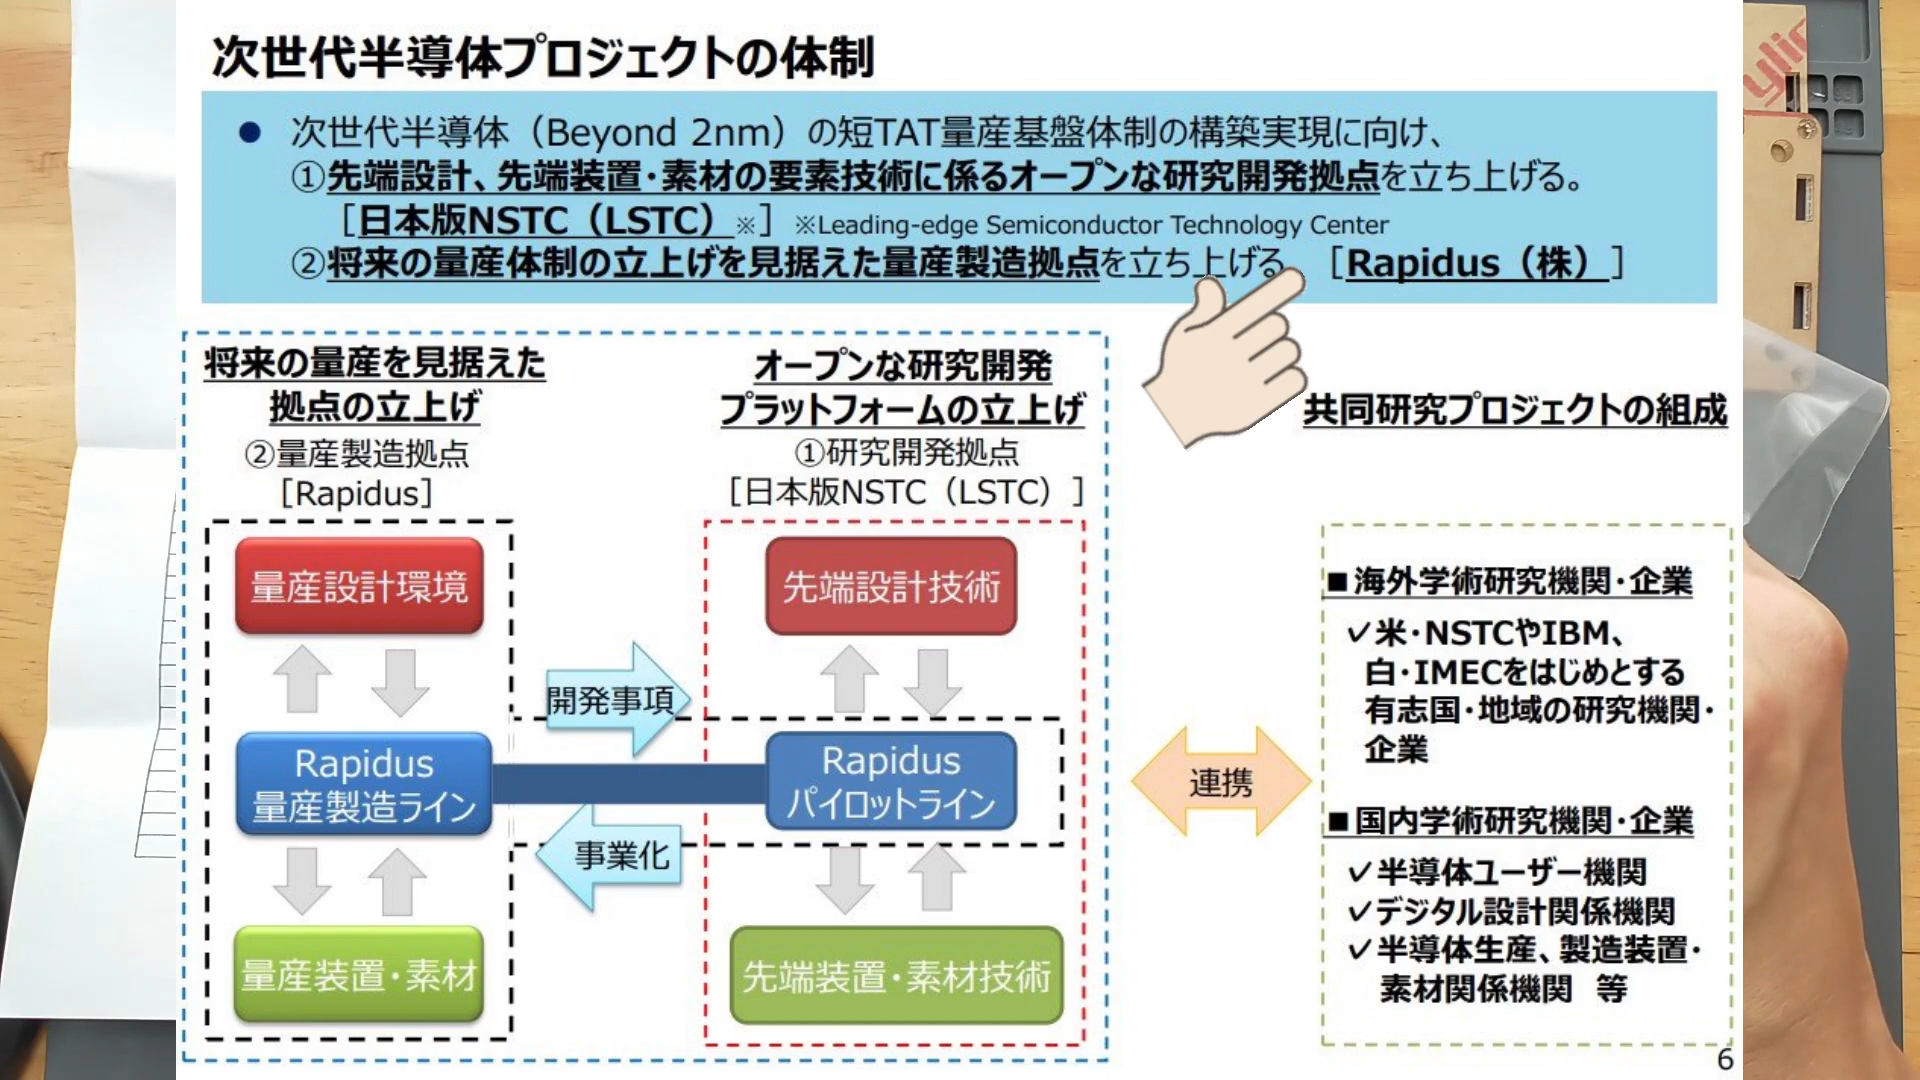 次世代半導体プロジェクトの体制
● 次世代半導体（Beyond 2nm）の短TAT量産基盤体制の構築実現に向け、
①先端設計、先端装置・素材の要素技術に係るオープンな研究開発拠点を立ち上げる。
［日本版NSTC（LSTC）※］ ※Leading-edge Semiconductor Technology Center
②将来の量産体制の立上げを見据えた量産製造拠点を立ち上げる。［Rapidus（株）］
将来の量産を見据えた
拠点の立上げ
②量産製造拠点
［Rapidus］
量産設計環境
Rapidus
量産製造ライン
量産装置・素材
開発事項
事業化
オープンな研究開発
プラットフォームの立上げ
①研究開発拠点
［日本版NSTC（LSTC）］
先端設計技術
Rapidus
パイロットライン
先端装置・素材技術
連携
共同研究プロジェクトの組成
■海外学術研究機関・企業
✓米・NSTCやIBM、
白・IMECをはじめとする
有志国・地域の研究機関・
企業
■国内学術研究機関・企業
✓半導体ユーザー機関
✓デジタル設計関係機関
✓半導体生産、製造装置・
素材関係機関 等
6